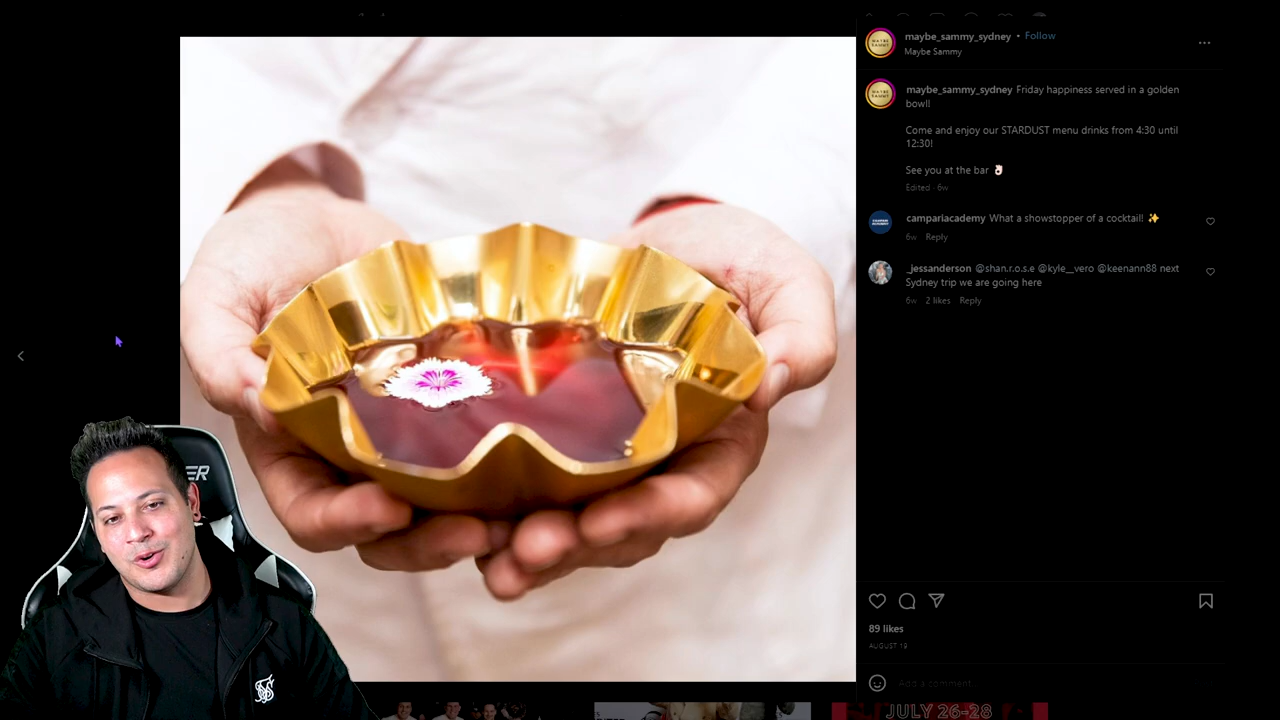 maybe_sammy_sydney • Follow
Maybe Sammy
maybe_sammy_sydney Friday happiness served in a golden
bowl!
Come and enjoy our STARDUST menu drinks from 4:30 until
12:30!
See you at the bar 👌🏻
Edited · 6w
campariacademy What a showstopper of a cocktail! ✨
6w Reply
_jessanderson @shan.r.o.s.e @kyle__vero @keenann88 next
Sydney trip we are going here
6w 2 likes Reply
89 likes
AUGUST 19
Add a comment...
JULY 26-28
ER